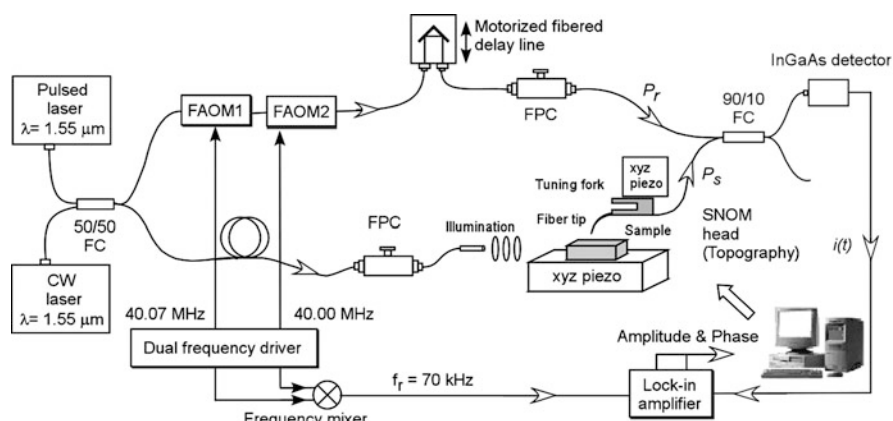 Motorized fibered
delay line
InGaAs detector
Pulsed
laser
λ= 1.55 μm
FAOM1
FAOM2
FPC
Pr
90/10
FC
xyz
piezo
Tuning fork
Ps
50/50
FC
FPC
Illumination
Fiber tip
Sample
SNOM
head
(Topography)
i(t)
xyz piezo
CW
laser
λ= 1.55 μm
40.07 MHz
40.00 MHz
Dual frequency driver
Amplitude & Phase
fr = 70 kHz
Lock-in
amplifier
Frequency mixer